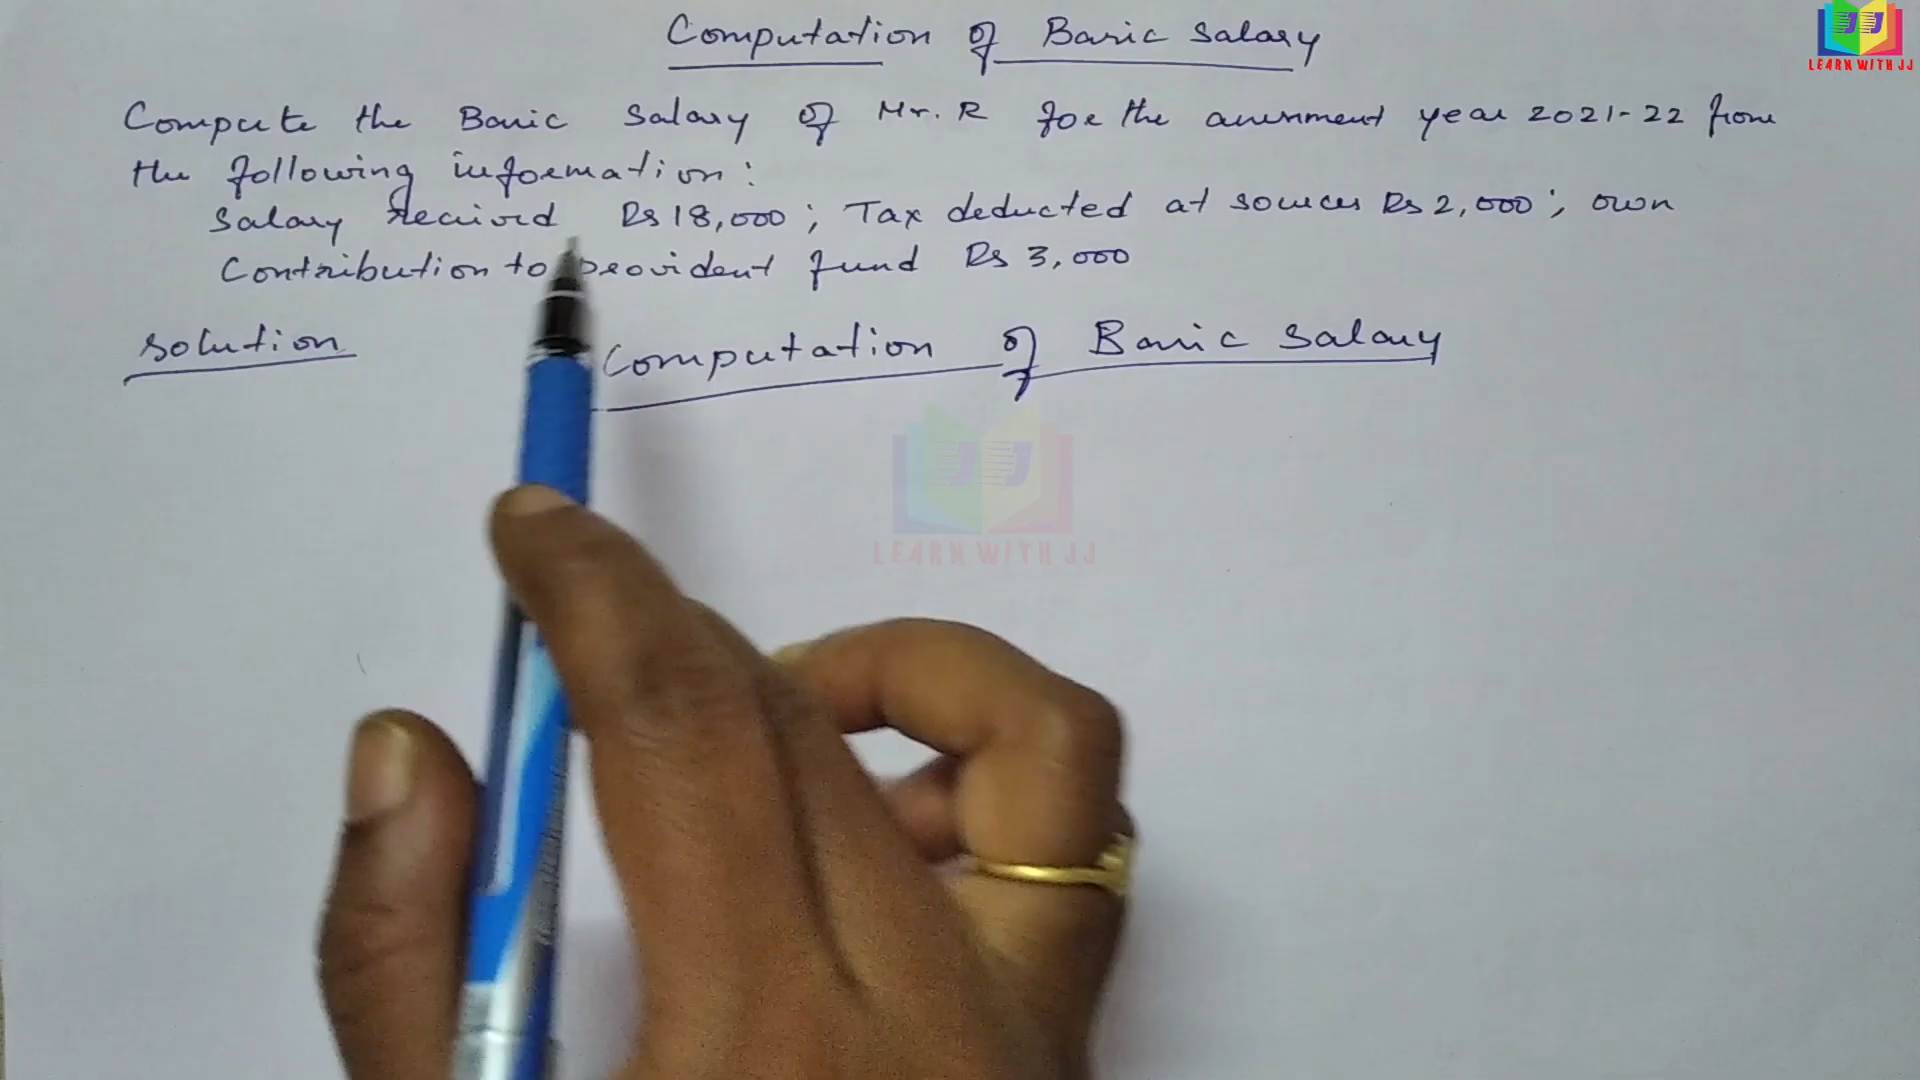 Computation of Basic Salary
LEARN WITH JJ
Compute the Basic Salary of Mr. R for the assessment year 2021-22 from
the following information:
Salary received Rs 18,000; Tax deducted at sources Rs 2,000; own
Contribution to provident fund Rs 3,000
Solution
Computation of Basic Salary
LEARN WITH JJ